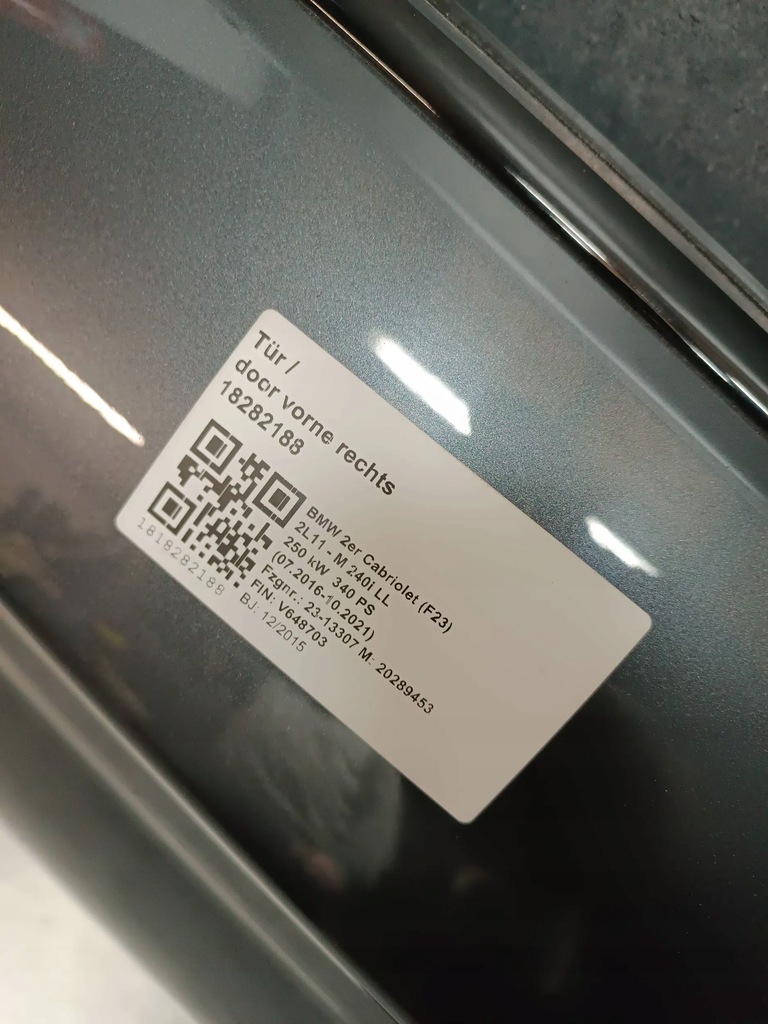 Tür /
door vorne rechts
18282188
BMW 2er Cabriolet (F23)
2L11 - M 240i LL
250 kW 340 PS
(07.2016-10.2021)
Fzgnr.: 23-13307 M: 20289453
FIN: V648703
BJ: 12/2015
1818282188